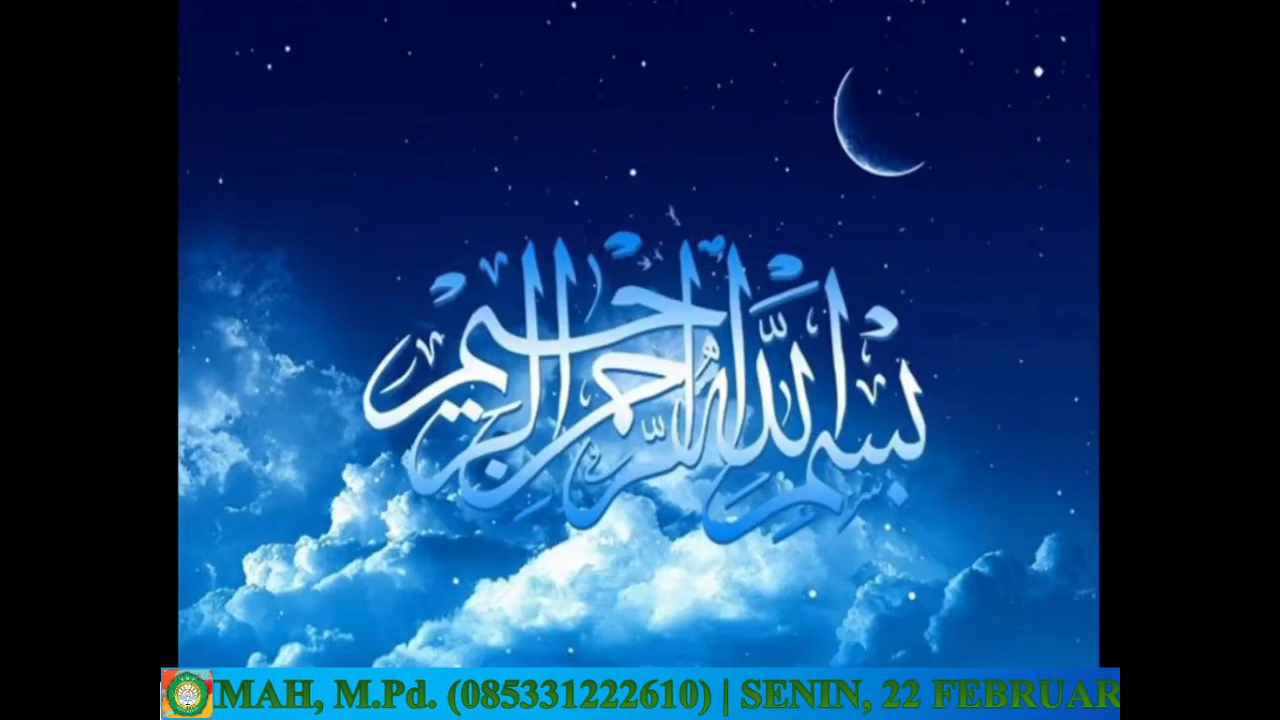 بسم الله الرحمن الرحيم
MAH, M.Pd. (085331222610) | SENIN, 22 FEBRUAR